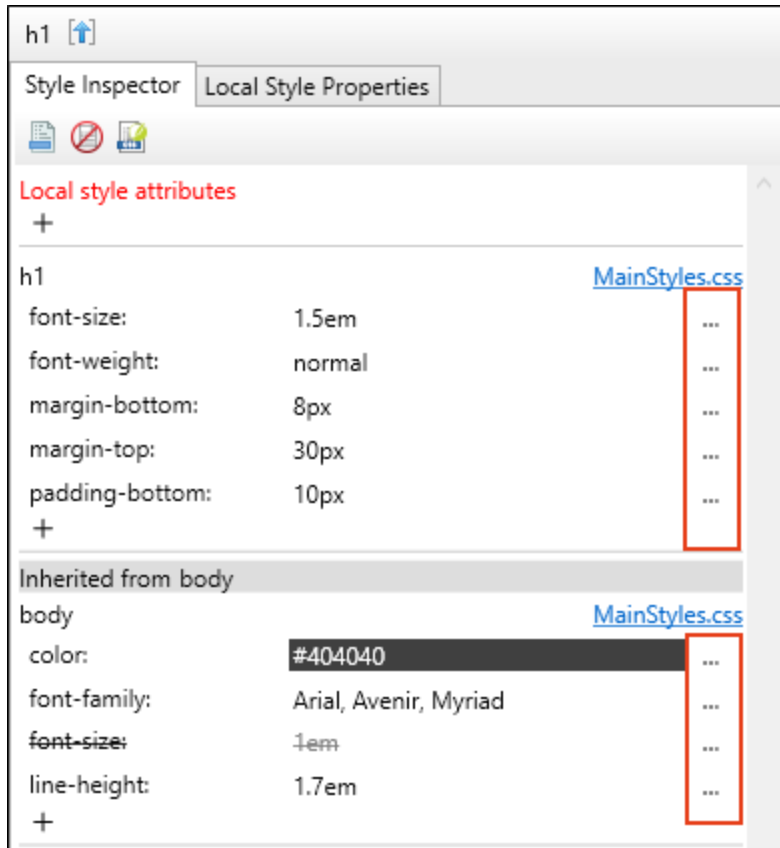 h1
Style Inspector Local Style Properties
Local style attributes
+
h1 MainStyles.css
font-size: 1.5em ...
font-weight: normal ...
margin-bottom: 8px ...
margin-top: 30px ...
padding-bottom: 10px ...
+
Inherited from body
body MainStyles.css
color: #404040 ...
font-family: Arial, Avenir, Myriad ...
font-size: 1em ...
line-height: 1.7em ...
+